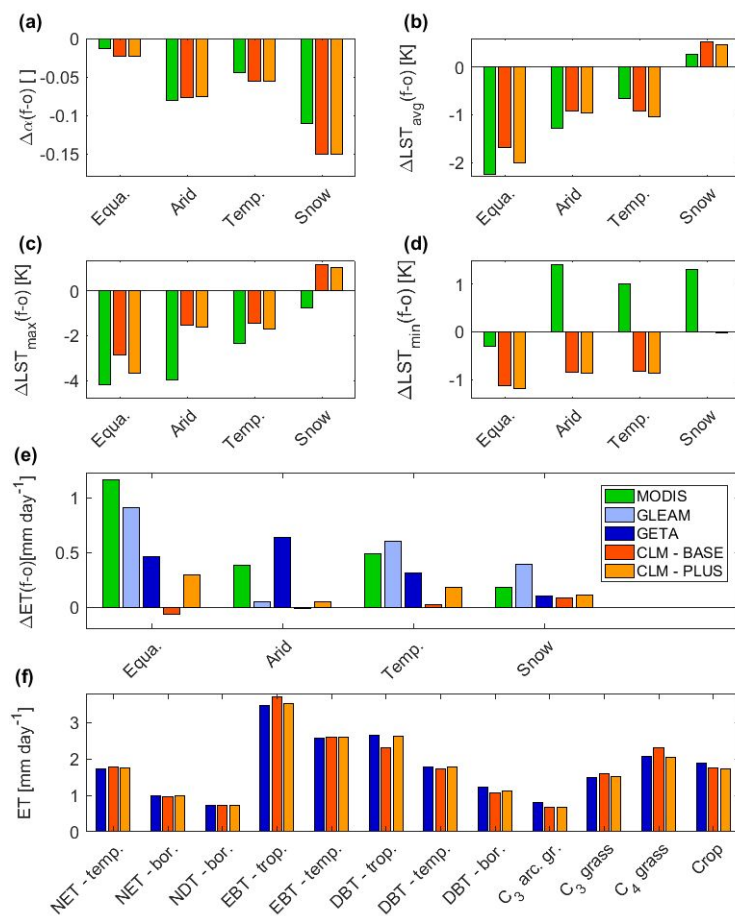 (a)
Δα(f-o) [ ]
0
-0.05
-0.1
-0.15
Equa.
Arid
Temp.
Snow
(b)
ΔLSTavg(f-o) [K]
0
-1
-2
Equa.
Arid
Temp.
Snow
(c)
ΔLSTmax(f-o) [K]
0
-2
-4
Equa.
Arid
Temp.
Snow
(d)
ΔLSTmin(f-o) [K]
1
0
-1
Equa.
Arid
Temp.
Snow
(e)
ΔET(f-o)[mm day-1]
1
0.5
0
Equa.
Arid
Temp.
Snow
MODIS
GLEAM
GETA
CLM - BASE
CLM - PLUS
(f)
ET [mm day-1]
3
2
1
0
NET - temp.
NET - bor.
NDT - bor.
EBT - trop.
EBT - temp.
DBT - trop.
DBT - temp.
DBT - bor.
C3 arc. gr.
C3 grass
C4 grass
Crop